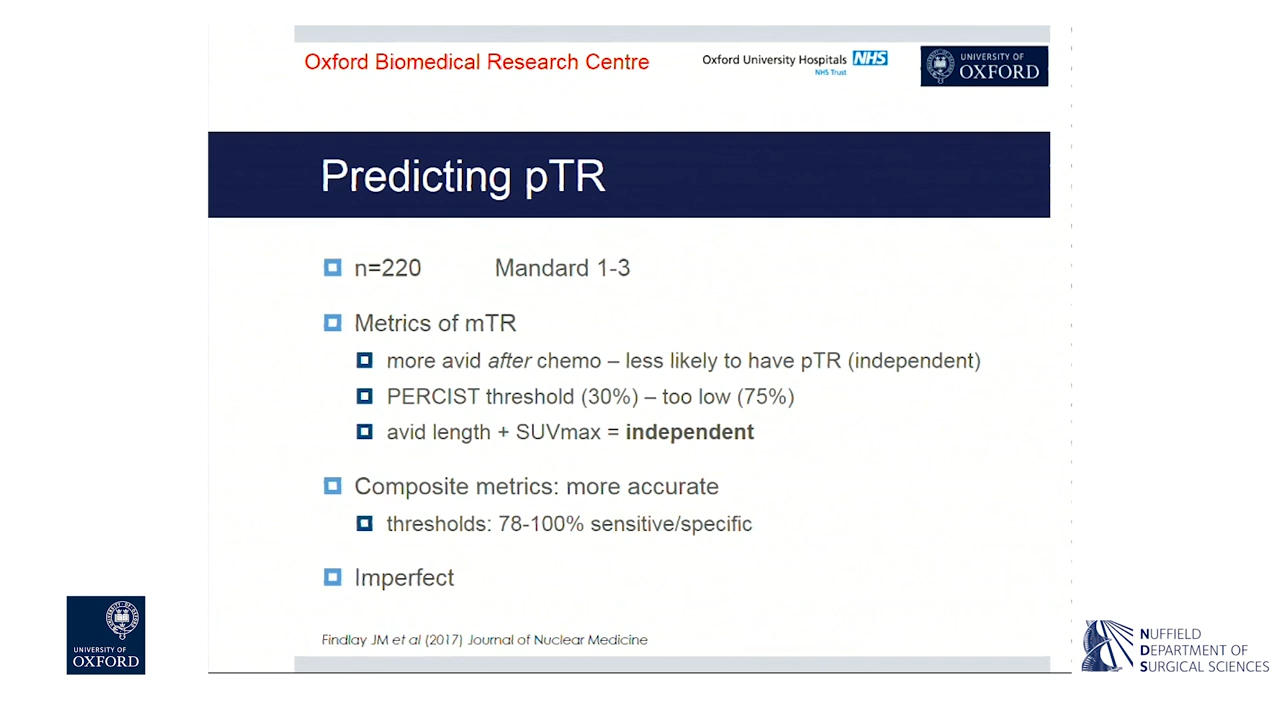 Oxford Biomedical Research Centre
Oxford University Hospitals NHS
NHS Trust
UNIVERSITY OF
OXFORD
Predicting pTR
n=220 Mandard 1-3
Metrics of mTR
more avid after chemo – less likely to have pTR (independent)
PERCIST threshold (30%) – too low (75%)
avid length + SUVmax = independent
Composite metrics: more accurate
thresholds: 78-100% sensitive/specific
Imperfect
Findlay JM et al (2017) Journal of Nuclear Medicine
UNIVERSITY OF
OXFORD
NUFFIELD
DEPARTMENT OF
SURGICAL SCIENCES